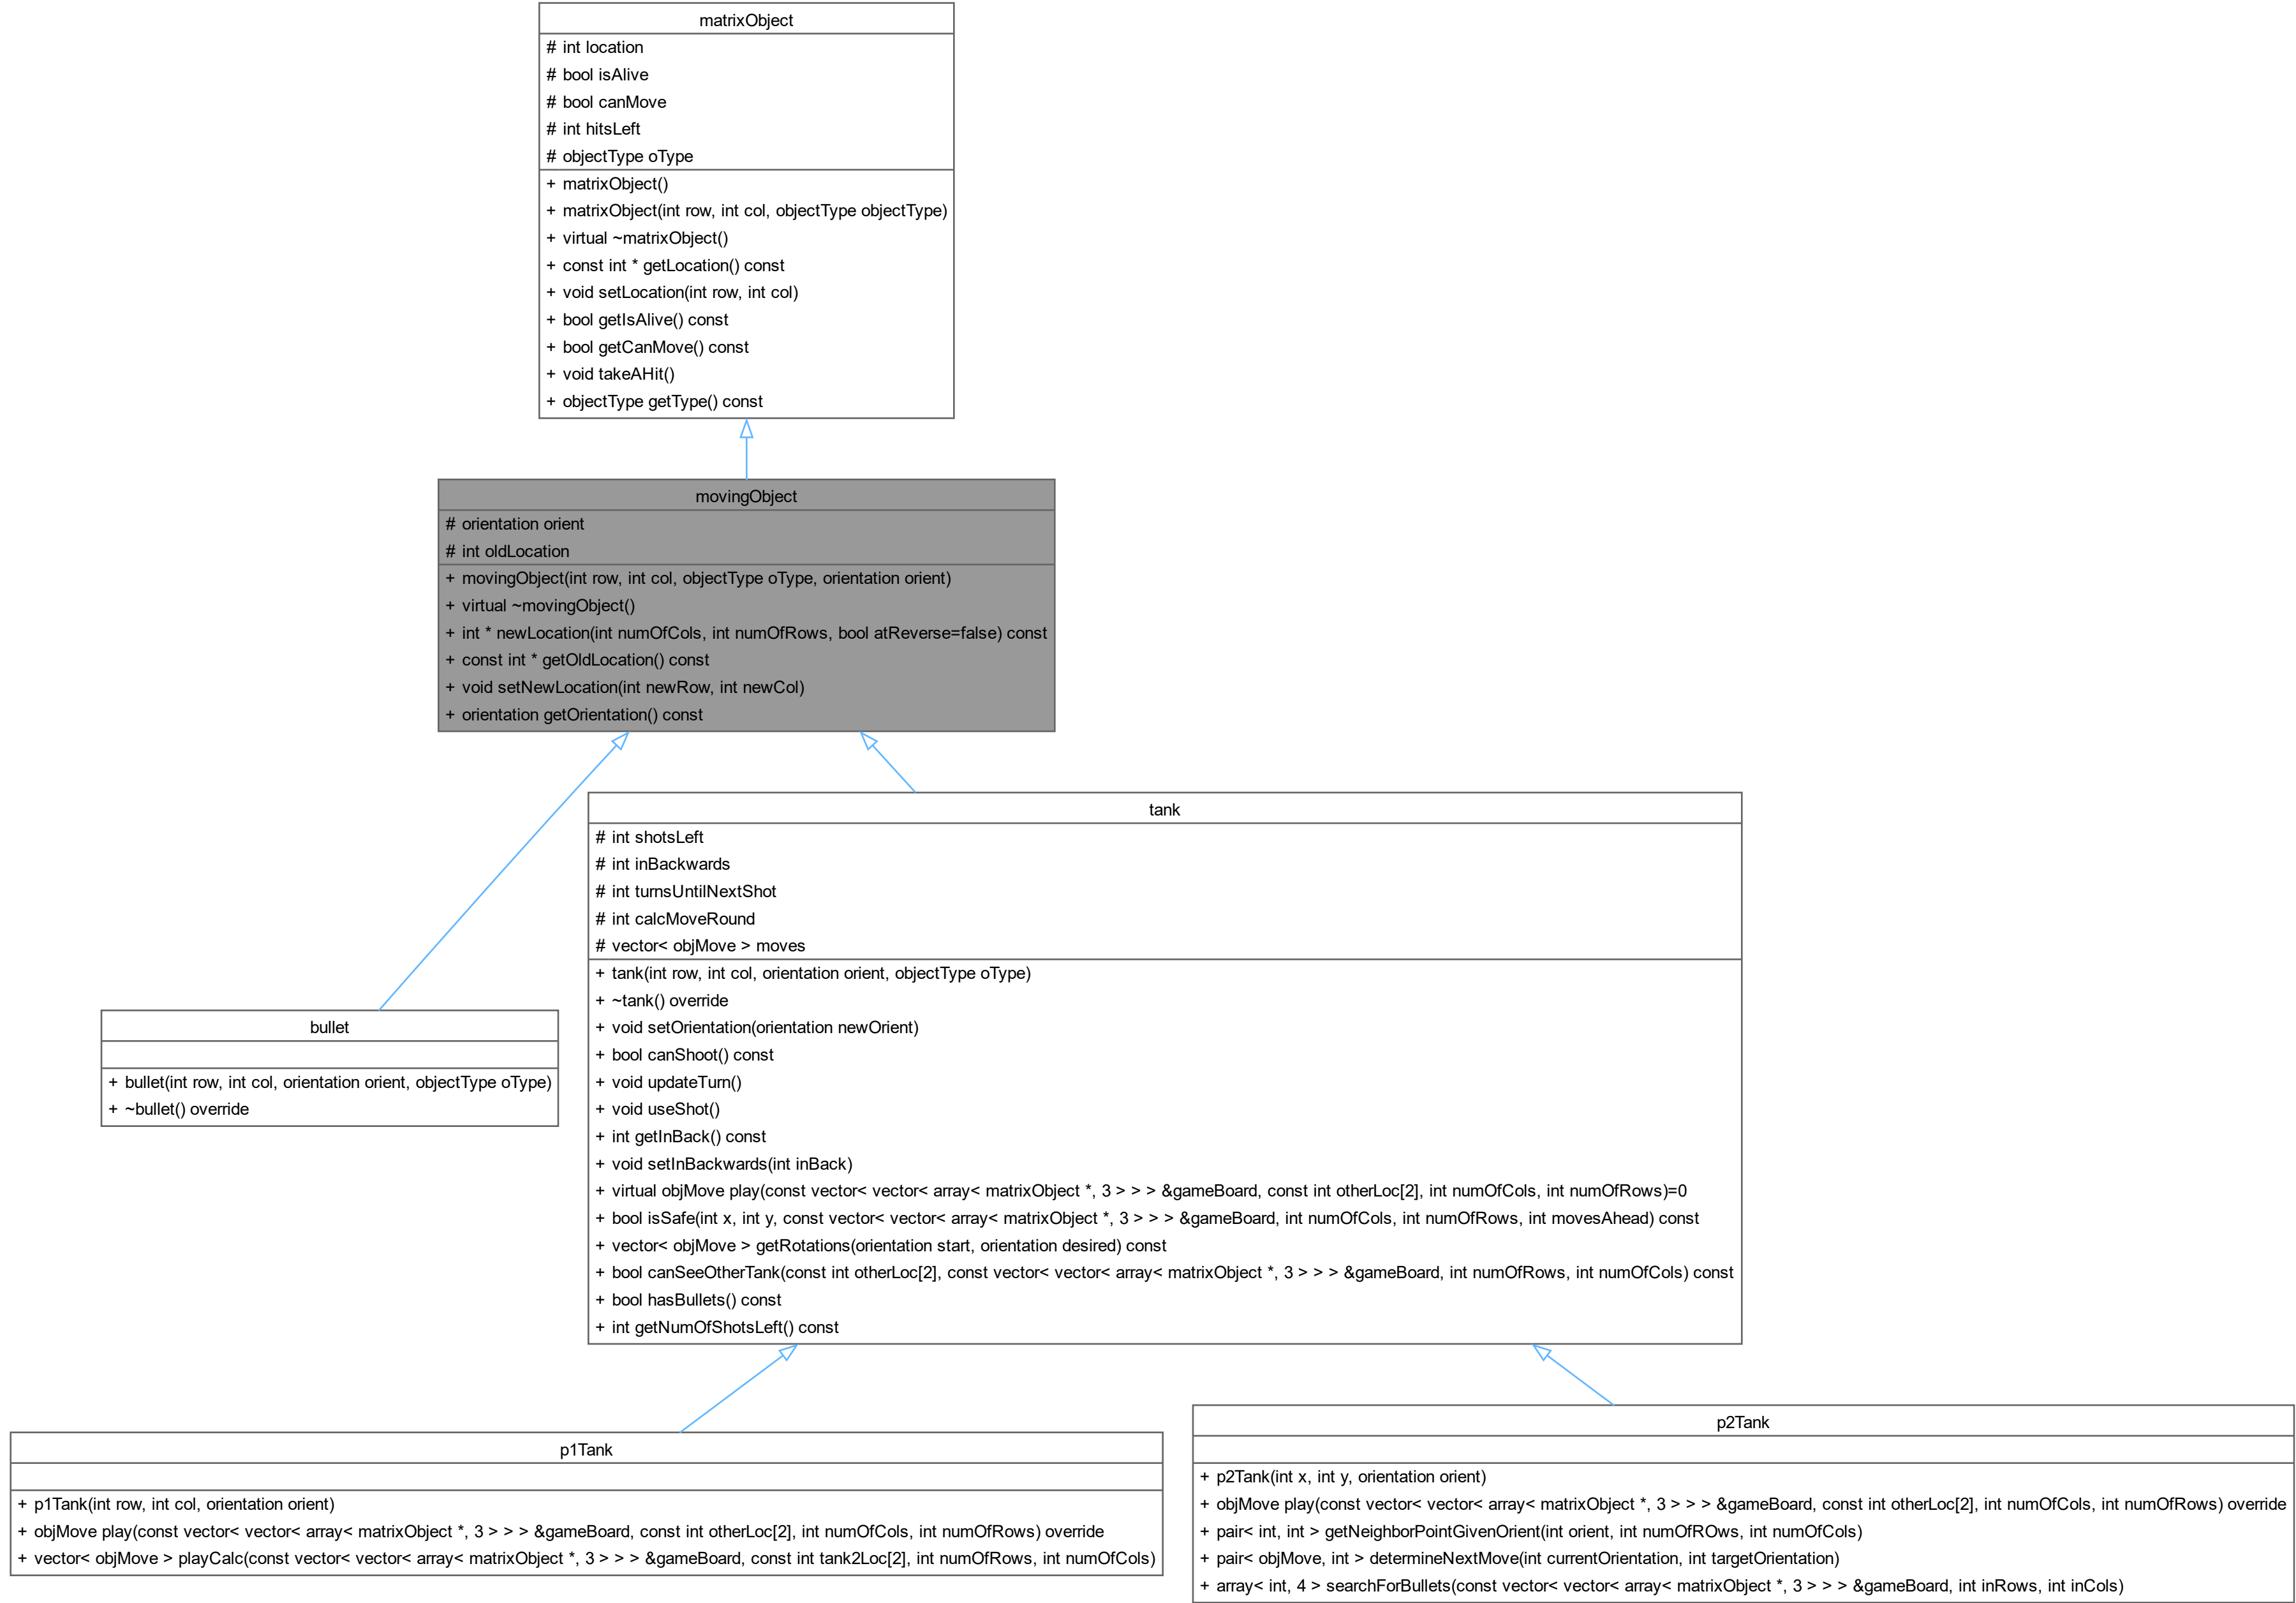 matrixObject
# int location
# bool isAlive
# bool canMove
# int hitsLeft
# objectType oType
+ matrixObject()
+ matrixObject(int row, int col, objectType objectType)
+ virtual ~matrixObject()
+ const int * getLocation() const
+ void setLocation(int row, int col)
+ bool getIsAlive() const
+ bool getCanMove() const
+ void takeAHit()
+ objectType getType() const
movingObject
# orientation orient
# int oldLocation
+ movingObject(int row, int col, objectType oType, orientation orient)
+ virtual ~movingObject()
+ int * newLocation(int numOfCols, int numOfRows, bool atReverse=false) const
+ const int * getOldLocation() const
+ void setNewLocation(int newRow, int newCol)
+ orientation getOrientation() const
tank
# int shotsLeft
# int inBackwards
# int turnsUntilNextShot
# int calcMoveRound
# vector< objMove > moves
+ tank(int row, int col, orientation orient, objectType oType)
+ ~tank() override
+ void setOrientation(orientation newOrient)
+ bool canShoot() const
+ void updateTurn()
+ void useShot()
+ int getInBack() const
+ void setInBackwards(int inBack)
+ virtual objMove play(const vector< vector< array< matrixObject *, 3 > > > &gameBoard, const int otherLoc[2], int numOfCols, int numOfRows)=0
+ bool isSafe(int x, int y, const vector< vector< array< matrixObject *, 3 > > > &gameBoard, int numOfCols, int numOfRows, int movesAhead) const
+ vector< objMove > getRotations(orientation start, orientation desired) const
+ bool canSeeOtherTank(const int otherLoc[2], const vector< vector< array< matrixObject *, 3 > > > &gameBoard, int numOfRows, int numOfCols) const
+ bool hasBullets() const
+ int getNumOfShotsLeft() const
bullet
+ bullet(int row, int col, orientation orient, objectType oType)
+ ~bullet() override
p1Tank
+ p1Tank(int row, int col, orientation orient)
+ objMove play(const vector< vector< array< matrixObject *, 3 > > > &gameBoard, const int otherLoc[2], int numOfCols, int numOfRows) override
+ vector< objMove > playCalc(const vector< vector< array< matrixObject *, 3 > > > &gameBoard, const int tank2Loc[2], int numOfRows, int numOfCols)
p2Tank
+ p2Tank(int x, int y, orientation orient)
+ objMove play(const vector< vector< array< matrixObject *, 3 > > > &gameBoard, const int otherLoc[2], int numOfCols, int numOfRows) override
+ pair< int, int > getNeighborPointGivenOrient(int orient, int numOfROws, int numOfCols)
+ pair< objMove, int > determineNextMove(int currentOrientation, int targetOrientation)
+ array< int, 4 > searchForBullets(const vector< vector< array< matrixObject *, 3 > > > &gameBoard, int inRows, int inCols)